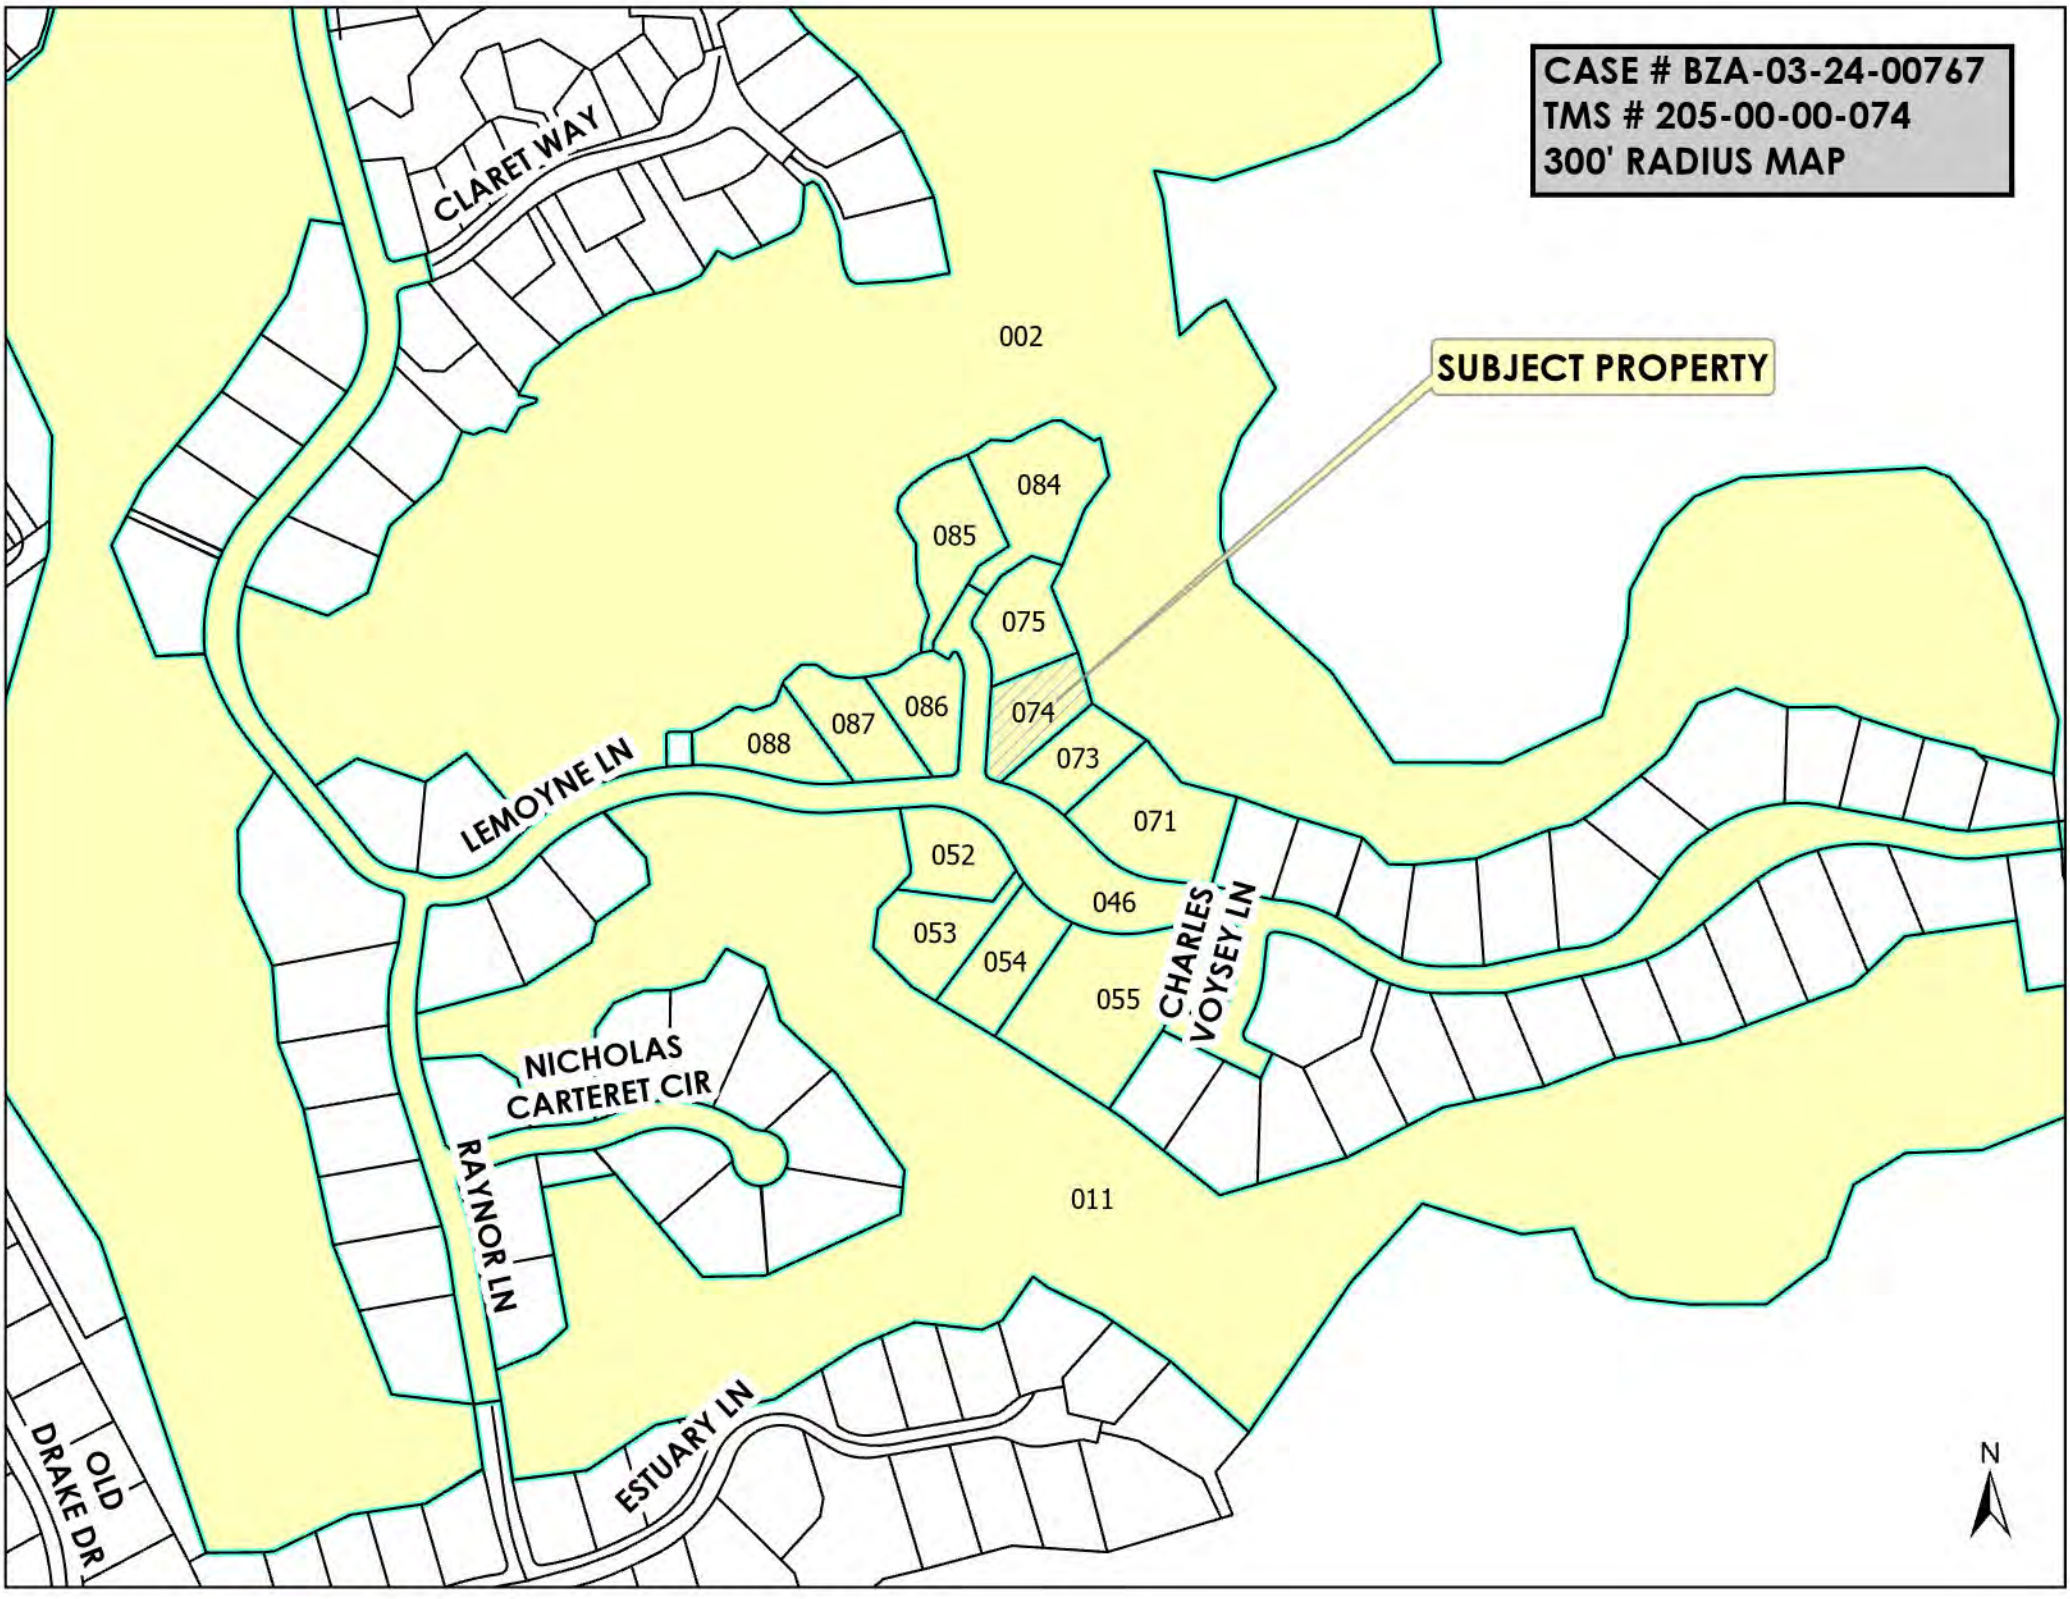 CASE # BZA-03-24-00767
TMS # 205-00-00-074
300' RADIUS MAP
CLARET WAY
002
SUBJECT PROPERTY
084
085
075
074
086
087
088
073
LEMOYNE LN
071
052
046
053
054
055
CHARLES
VOYSEY LN
NICHOLAS
CARTERET CIR
RAYNOR LN
011
ESTUARY LN
OLD
DRAKE DR
N